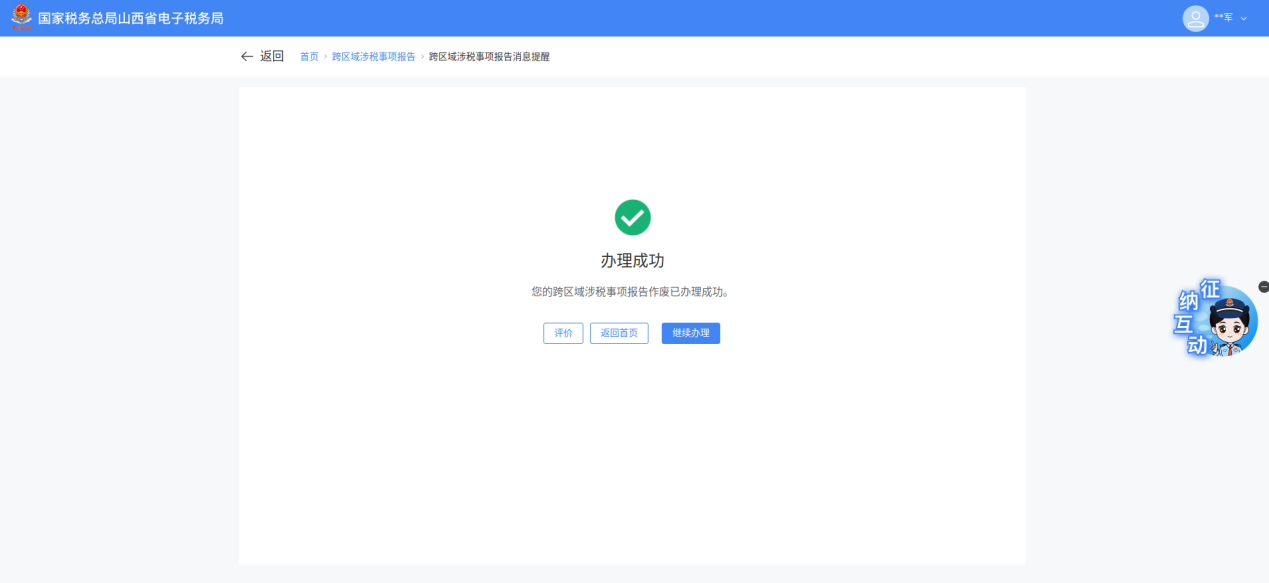 国家税务总局山西省电子税务局
**军
返回
首页 > 跨区域涉税事项报告 > 跨区域涉税事项报告消息提醒
办理成功
您的跨区域涉税事项报告作废已办理成功。
评价 返回首页 继续办理
征纳互动